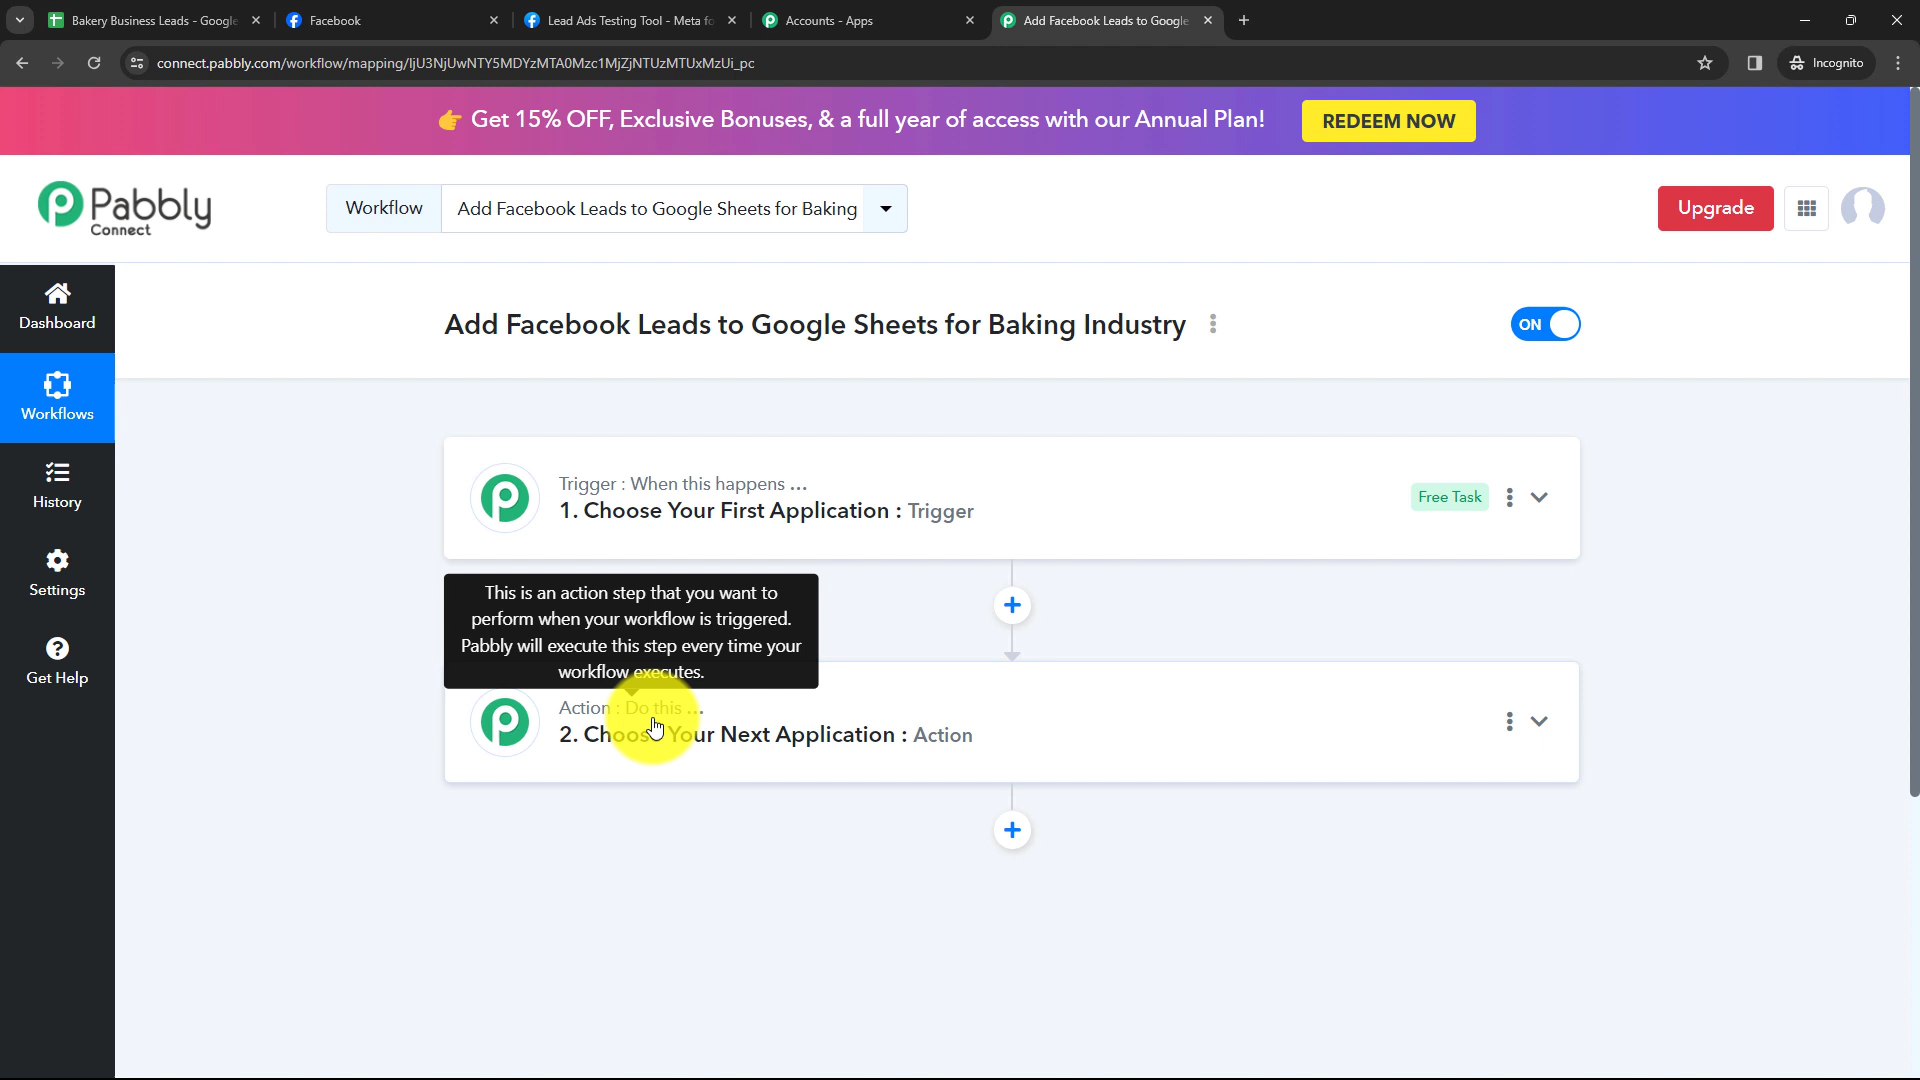 Bakery Business Leads - Google
Facebook
Lead Ads Testing Tool - Meta fo
Accounts - Apps
Add Facebook Leads to Google
connect.pabbly.com/workflow/mapping/IjU3NjUwNTY5MDYzMTA0Mzc1MjZjNTUzMTUxMzUi_pc
Incognito
👉 Get 15% OFF, Exclusive Bonuses, & a full year of access with our Annual Plan!
REDEEM NOW
Pabbly
Connect
Workflow
Add Facebook Leads to Google Sheets for Baking
Upgrade
Dashboard
Workflows
History
Settings
Get Help
Add Facebook Leads to Google Sheets for Baking Industry
ON
Trigger : When this happens ...
1. Choose Your First Application : Trigger
Free Task
This is an action step that you want to
perform when your workflow is triggered.
Pabbly will execute this step every time your
workflow executes.
Action : Do this ...
2. Choose Your Next Application : Action